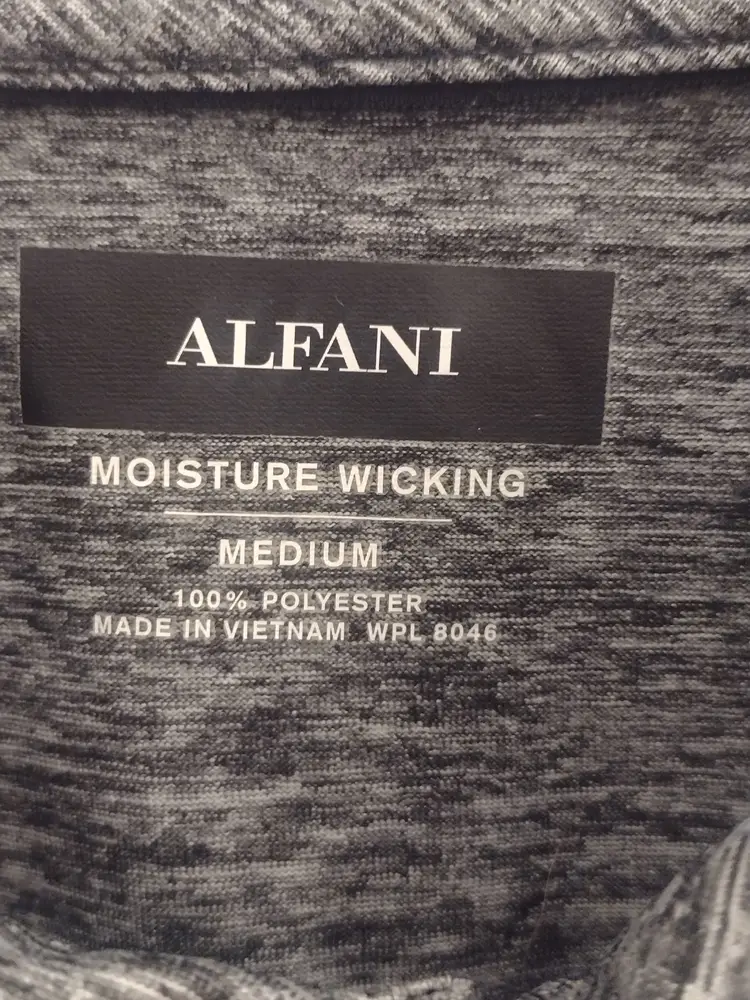 ALFANI
MOISTURE WICKING
MEDIUM
100% POLYESTER
MADE IN VIETNAM WPL 8046